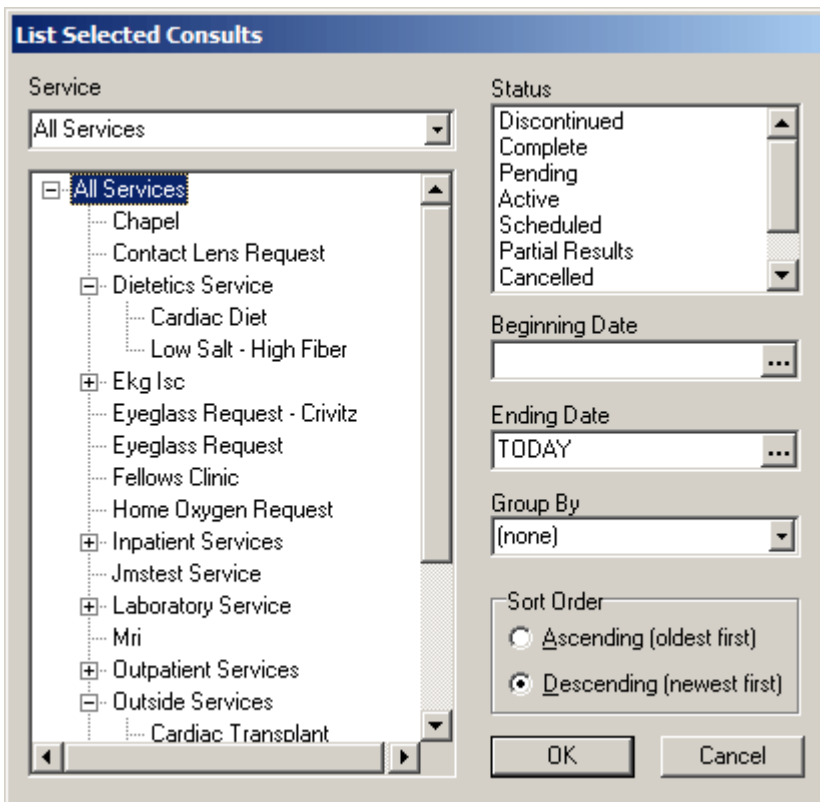 List Selected Consults
Service
All Services
All Services
Chapel
Contact Lens Request
Dietetics Service
Cardiac Diet
Low Salt - High Fiber
Ekg Isc
Eyeglass Request - Crivitz
Eyeglass Request
Fellows Clinic
Home Oxygen Request
Inpatient Services
Jmstest Service
Laboratory Service
Mri
Outpatient Services
Outside Services
Cardiac Transplant
Status
Discontinued
Complete
Pending
Active
Scheduled
Partial Results
Cancelled
Beginning Date
...
Ending Date
TODAY ...
Group By
(none)
Sort Order
Ascending (oldest first)
Descending (newest first)
OK Cancel